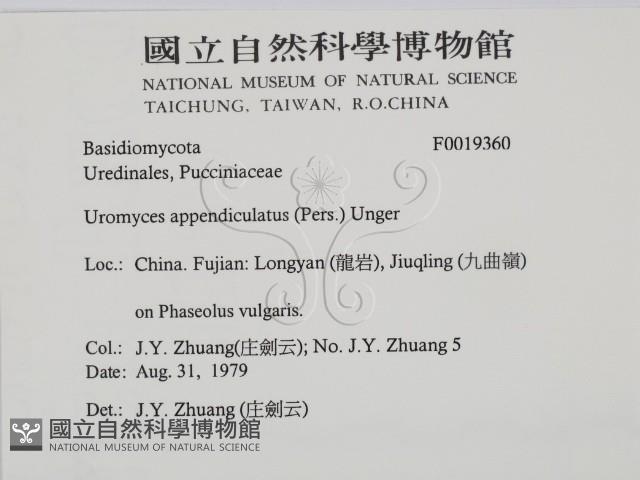 國立自然科學博物館
NATIONAL MUSEUM OF NATURAL SCIENCE
TAICHUNG, TAIWAN, R.O.CHINA
Basidiomycota F0019360
Uredinales, Pucciniaceae
Uromyces appendiculatus (Pers.) Unger
Loc.: China. Fujian: Longyan (龍岩), Jiuqling (九曲嶺)
on Phaseolus vulgaris.
Col.: J.Y. Zhuang(庄劍云); No. J.Y. Zhuang 5
Date: Aug. 31, 1979
Det.: J.Y. Zhuang (庄劍云)
國立自然科學博物館
NATIONAL MUSEUM OF NATURAL SCIENCE